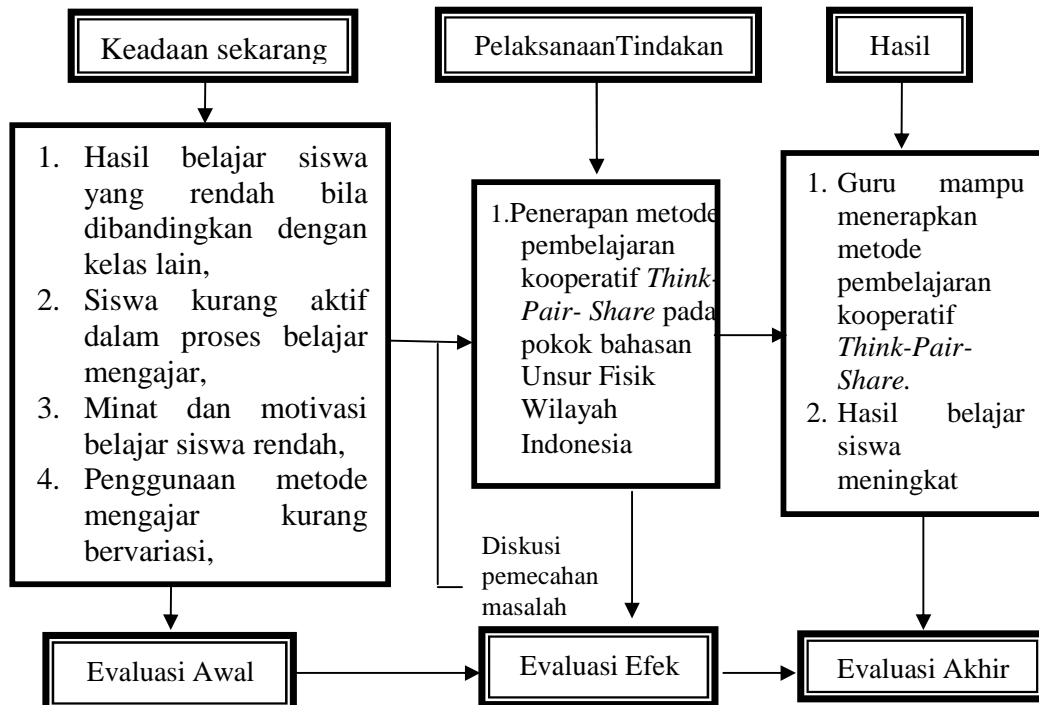 Keadaan sekarang
PelaksanaanTindakan
Hasil
1. Hasil belajar siswa
yang rendah bila
dibandingkan dengan
kelas lain,
2. Siswa kurang aktif
dalam proses belajar
mengajar,
3. Minat dan motivasi
belajar siswa rendah,
4. Penggunaan metode
mengajar kurang
bervariasi,
1.Penerapan metode
pembelajaran
kooperatif Think-
Pair- Share pada
pokok bahasan
Unsur Fisik
Wilayah
Indonesia
1. Guru mampu
menerapkan
metode
pembelajaran
kooperatif
Think-Pair-
Share.
2. Hasil belajar
siswa
meningkat
Diskusi
pemecahan
masalah
Evaluasi Awal
Evaluasi Efek
Evaluasi Akhir